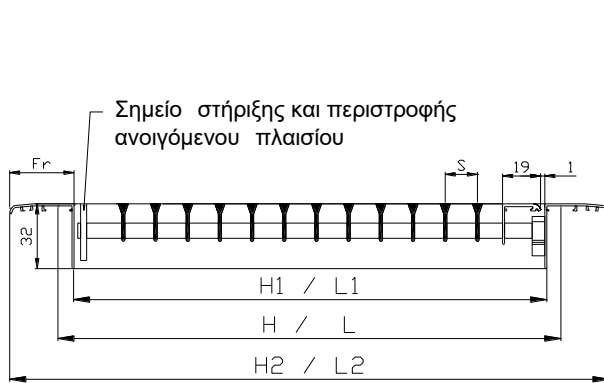 Σημείο στήριξης και περιστροφής
ανοιγόμενου πλαισίου
Fr
S
19
1
32
H1 / L1
H / L
H2 / L2